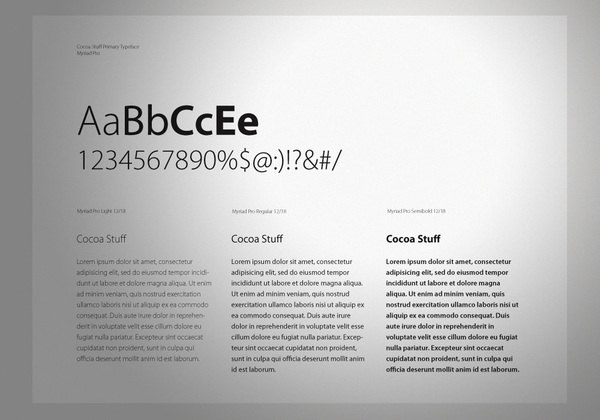 Cocoa Stuff Primary Typeface
Myriad Pro
AaBbCcEe
1234567890%$@:)!?&#/
Myriad Pro Light 12/18
Cocoa Stuff
Lorem ipsum dolor sit amet, consectetur
adipisicing elit, sed do eiusmod tempor incidi-
dunt ut labore et dolore magna aliqua. Ut enim
ad minim veniam, quis nostrud exercitation
ullamco laboris nisi ut aliquip ex ea commodo
consequat. Duis aute irure dolor in reprehen-
derit in voluptate velit esse cillum dolore eu
fugiat nulla pariatur. Excepteur sint occaecat
cupidatat non proident, sunt in culpa qui
officia deserunt mollit anim id est laborum.
Myriad Pro Regular 12/18
Cocoa Stuff
Lorem ipsum dolor sit amet, consectetur
adipisicing elit, sed do eiusmod tempor
incididunt ut labore et dolore magna aliqua.
Ut enim ad minim veniam, quis nostrud
exercitation ullamco laboris nisi ut aliquip ex
ea commodo consequat. Duis aute irure
dolor in reprehenderit in voluptate velit esse
cillum dolore eu fugiat nulla pariatur. Excep-
teur sint occaecat cupidatat non proident,
sunt in culpa qui officia deserunt mollit anim
id est laborum.
Myriad Pro Semibold 12/18
Cocoa Stuff
Lorem ipsum dolor sit amet, consectetur
adipisicing elit, sed do eiusmod tempor
incididunt ut labore et dolore magna
aliqua. Ut enim ad minim veniam, quis
nostrud exercitation ullamco laboris nisi ut
aliquip ex ea commodo consequat. Duis
aute irure dolor in reprehenderit in
voluptate velit esse cillum dolore eu fugiat
nulla pariatur. Excepteur sint occaecat
cupidatat non proident, sunt in culpa qui
officia deserunt mollit anim id est laborum.